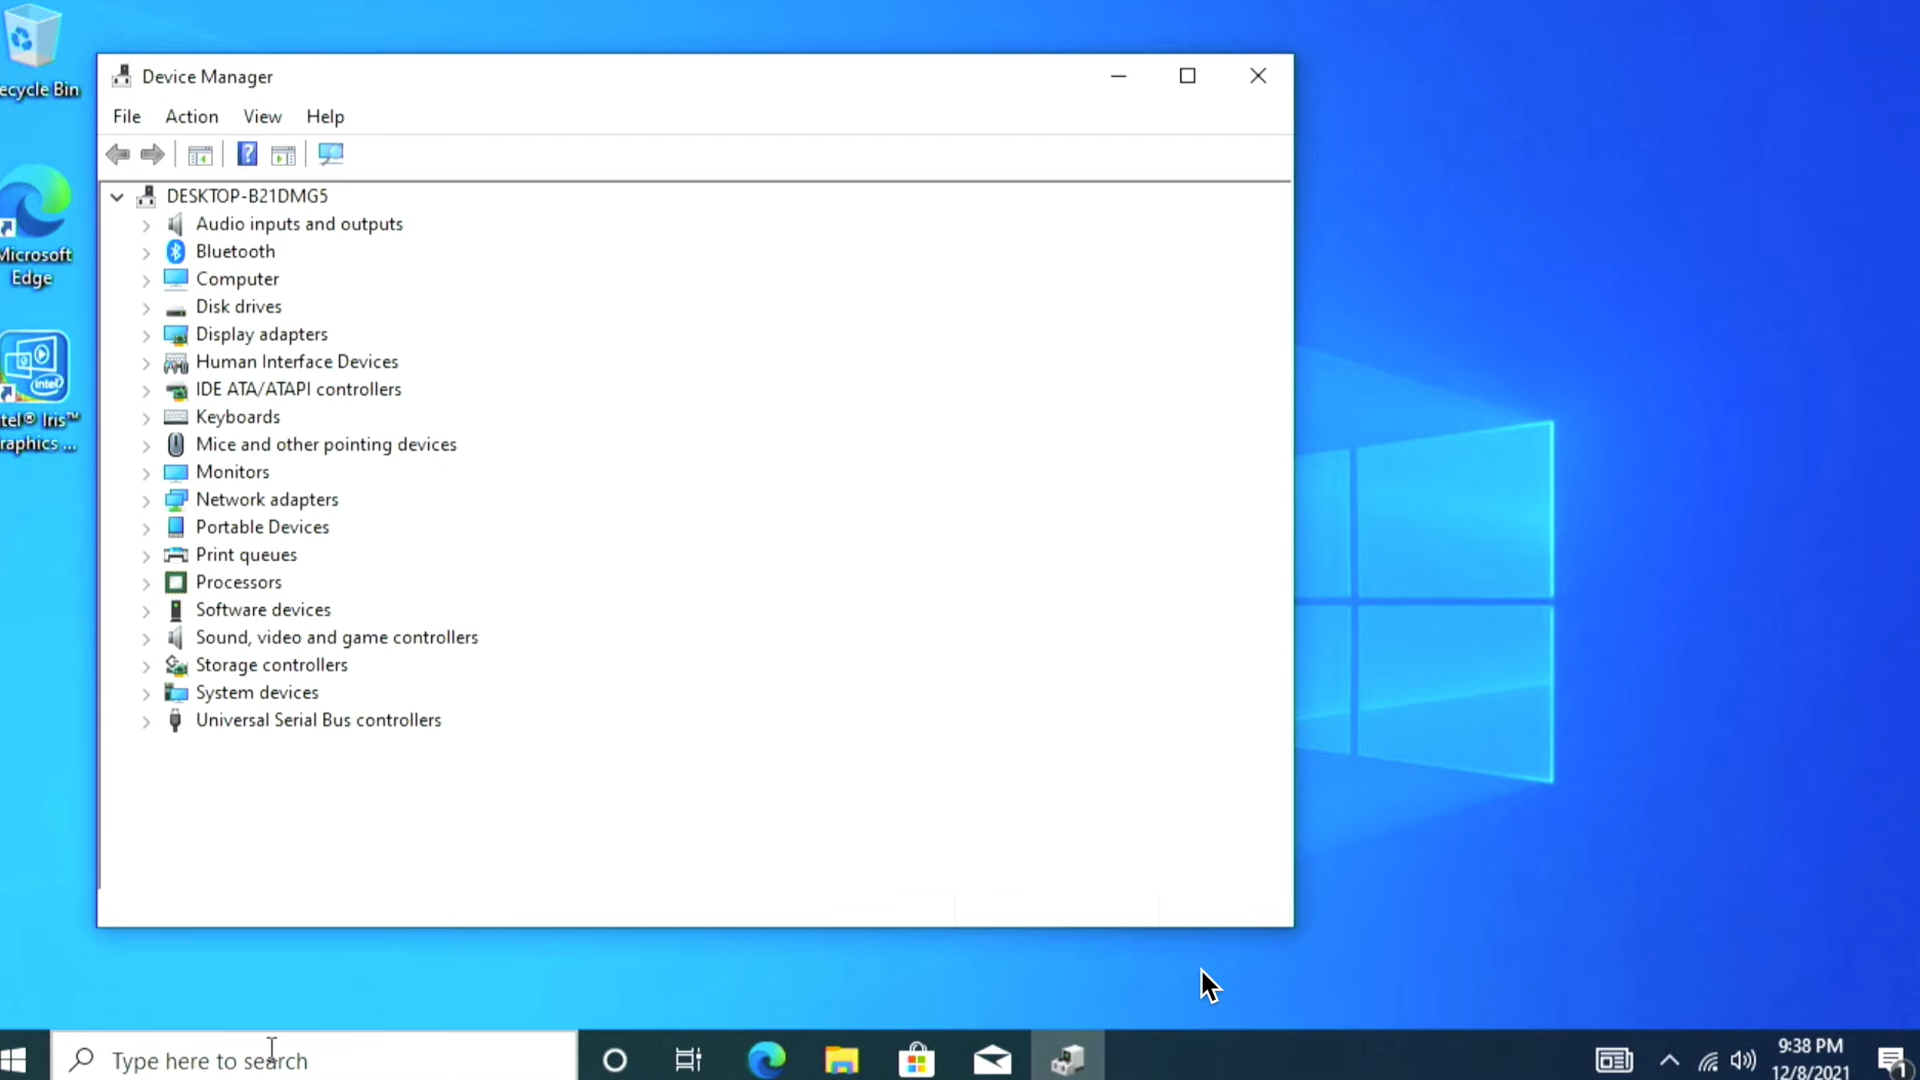 ecycle Bin
Microsoft
Edge
intel
tel® Iris™
raphics ...
Device Manager
File Action View Help
DESKTOP-B21DMG5
Audio inputs and outputs
Bluetooth
Computer
Disk drives
Display adapters
Human Interface Devices
IDE ATA/ATAPI controllers
Keyboards
Mice and other pointing devices
Monitors
Network adapters
Portable Devices
Print queues
Processors
Software devices
Sound, video and game controllers
Storage controllers
System devices
Universal Serial Bus controllers
Type here to search
9:38 PM
12/8/2021
1